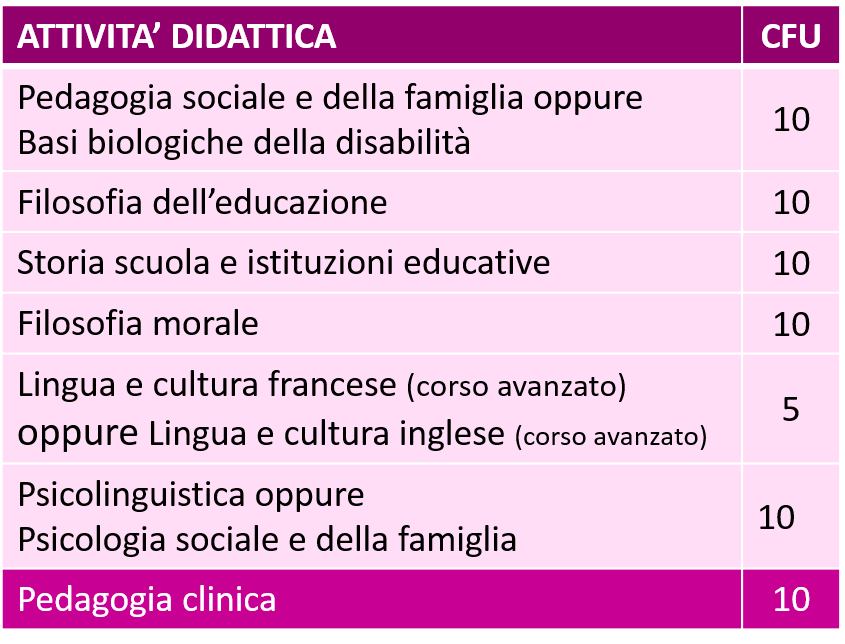 ATTIVITA’ DIDATTICA CFU
Pedagogia sociale e della famiglia oppure
Basi biologiche della disabilità 10
Filosofia dell’educazione 10
Storia scuola e istituzioni educative 10
Filosofia morale 10
Lingua e cultura francese (corso avanzato)
oppure Lingua e cultura inglese (corso avanzato) 5
Psicolinguistica oppure
Psicologia sociale e della famiglia 10
Pedagogia clinica 10